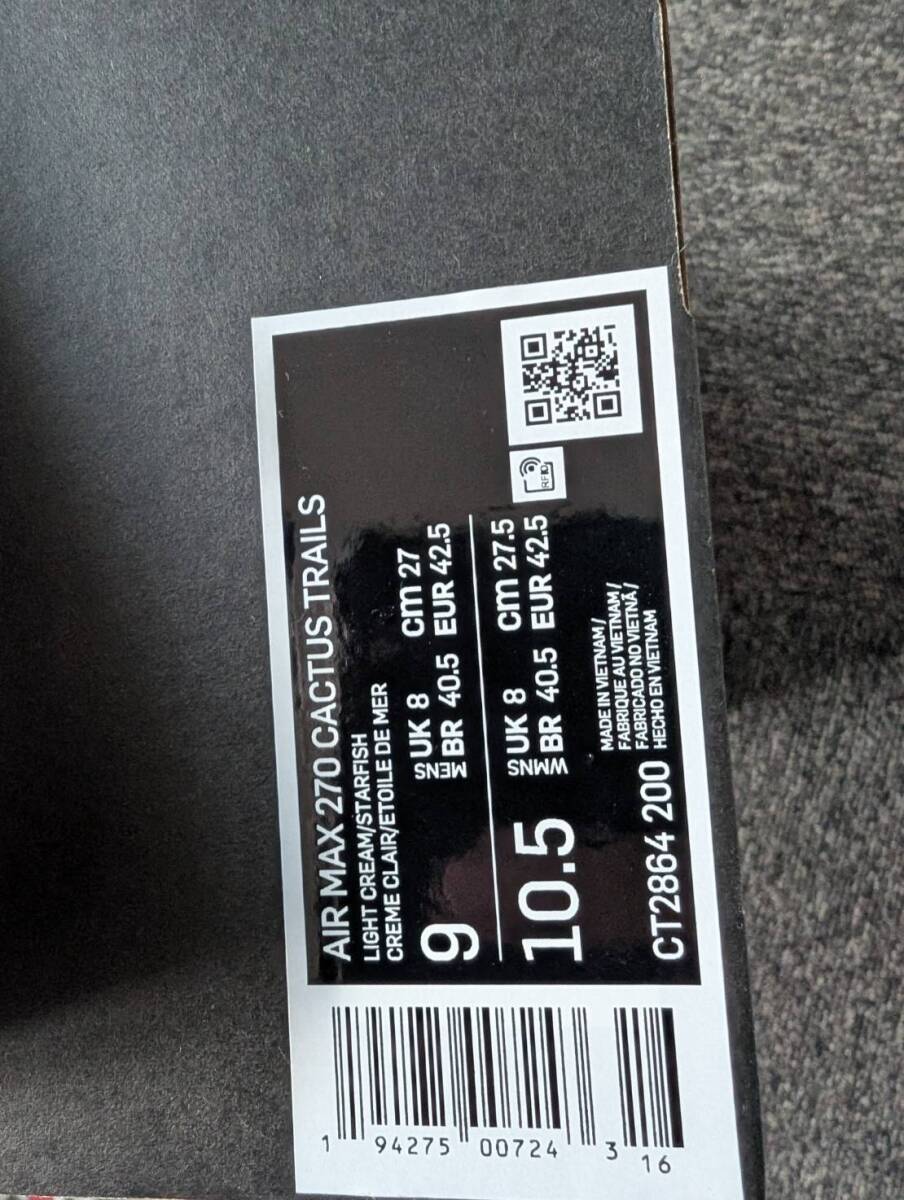 AIR MAX 270 CACTUS TRAILS
LIGHT CREAM/STARFISH
CREME CLAIR/ETOILE DE MER
9
MENS
UK 8 cm 27
BR 40.5 EUR 42.5
10.5
WMNS
UK 8 cm 27.5
BR 40.5 EUR 42.5
RFID
CT2864 200
MADE IN VIETNAM/
FABRIQUE AU VIETNAM/
FABRICADO NO VIETNÃ/
HECHO EN VIETNAM
1 94275 00724 3 16